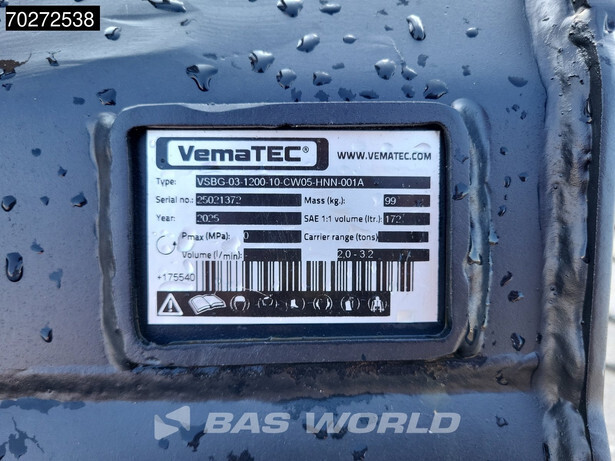 70272538
VemaTEC®
WWW.VEMATEC.COM
Type: VSBG-03-1200-10-CW05-HNN-001A
Serial no.: 25021372
Mass (kg.): 99
Year: 2025
SAE 1:1 volume (ltr.): 172
Pmax (MPa): 0
Carrier range (tons):
Volume (l/min): 2.0 - 3.2
+175540
BAS WORLD